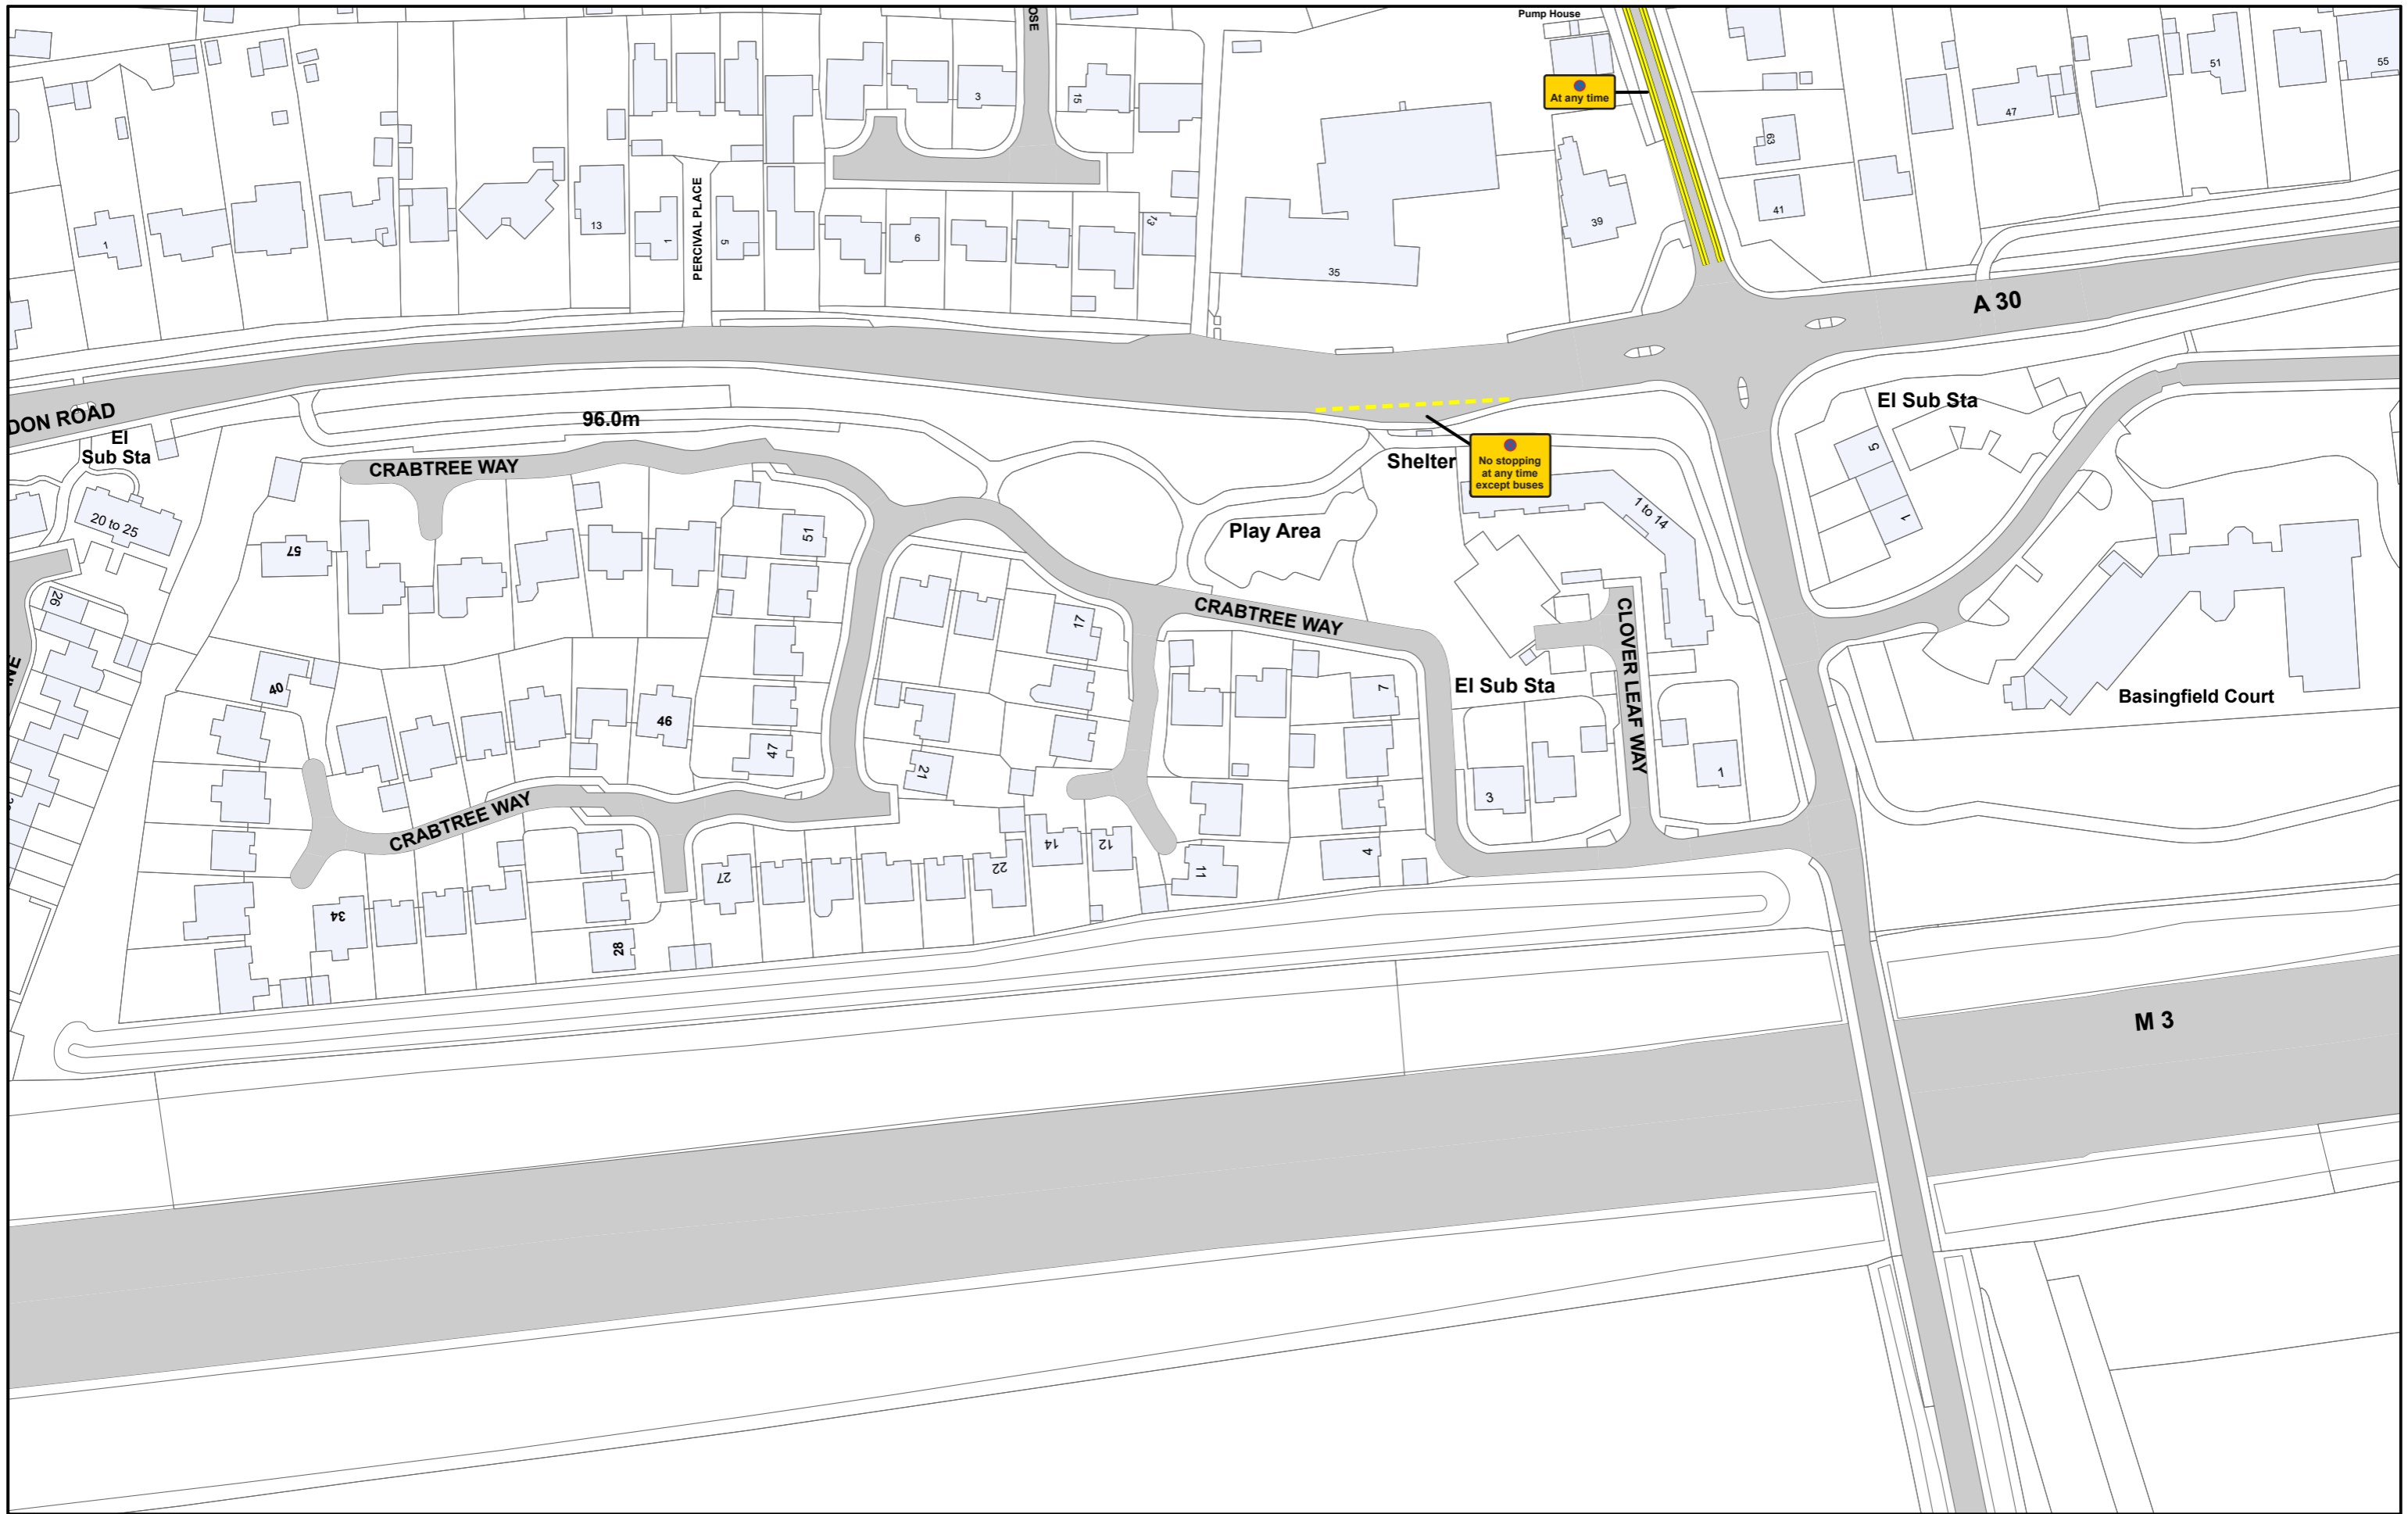 OSE
Pump House
51
55
3
15
At any time
47
63
13
1
1
5
6
73
39
41
35
PERCIVAL PLACE
A 30
DON ROAD
96.0m
El
Sub Sta
El Sub Sta
CRABTREE WAY
Shelter
No stopping
at any time
except buses
20 to 25
57
51
Play Area
1 to 14
5
1
26
17
CRABTREE WAY
CLOVER LEAF WAY
40
46
47
21
7
El Sub Sta
Basingfield Court
3
1
CRABTREE WAY
14
12
11
4
27
22
34
28
M 3